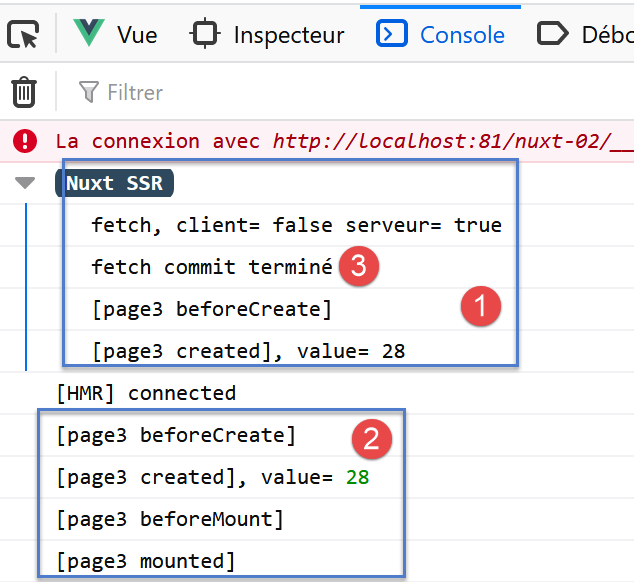 Vue Inspecteur Console Débo
Filtrer
La connexion avec http://localhost:81/nuxt-02/__
Nuxt SSR
fetch, client= false serveur= true
fetch commit terminé 3
[page3 beforeCreate] 1
[page3 created], value= 28
[HMR] connected
[page3 beforeCreate] 2
[page3 created], value= 28
[page3 beforeMount]
[page3 mounted]